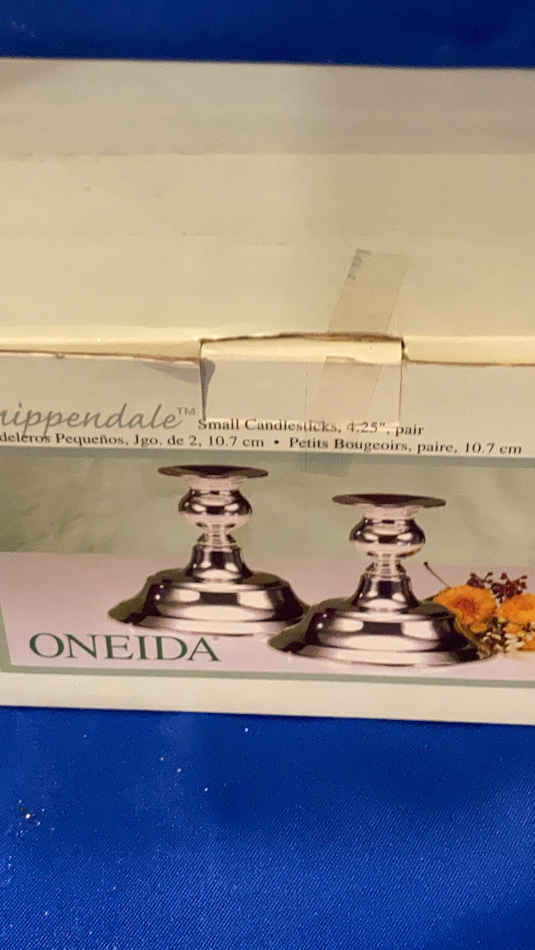 ippendale™ Small Candlesticks, 4.25", pair
deleros Pequeños, Jgo. de 2, 10.7 cm • Petits Bougeoirs, paire, 10.7 cm
ONEIDA